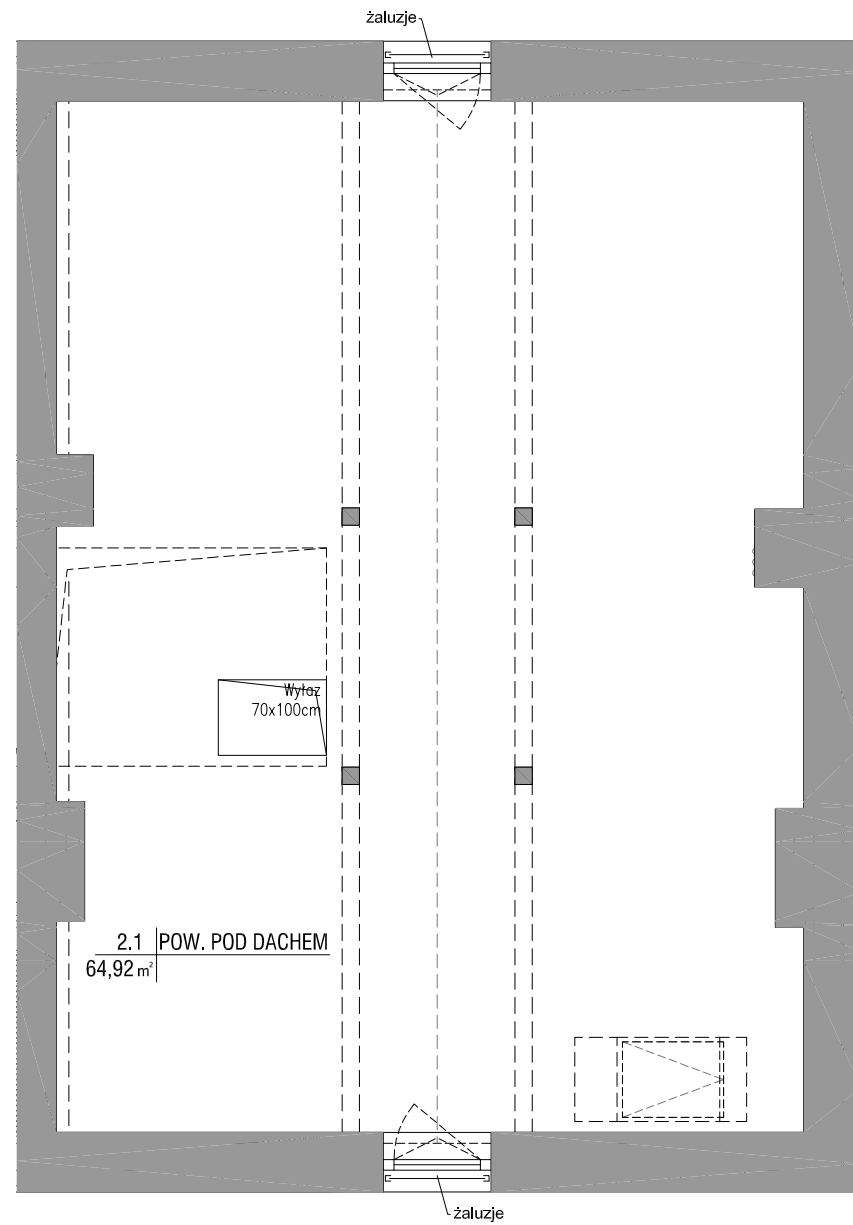 żaluzje
Wyłaz
70x100cm
2.1 POW. POD DACHEM
64,92 m²
żaluzje